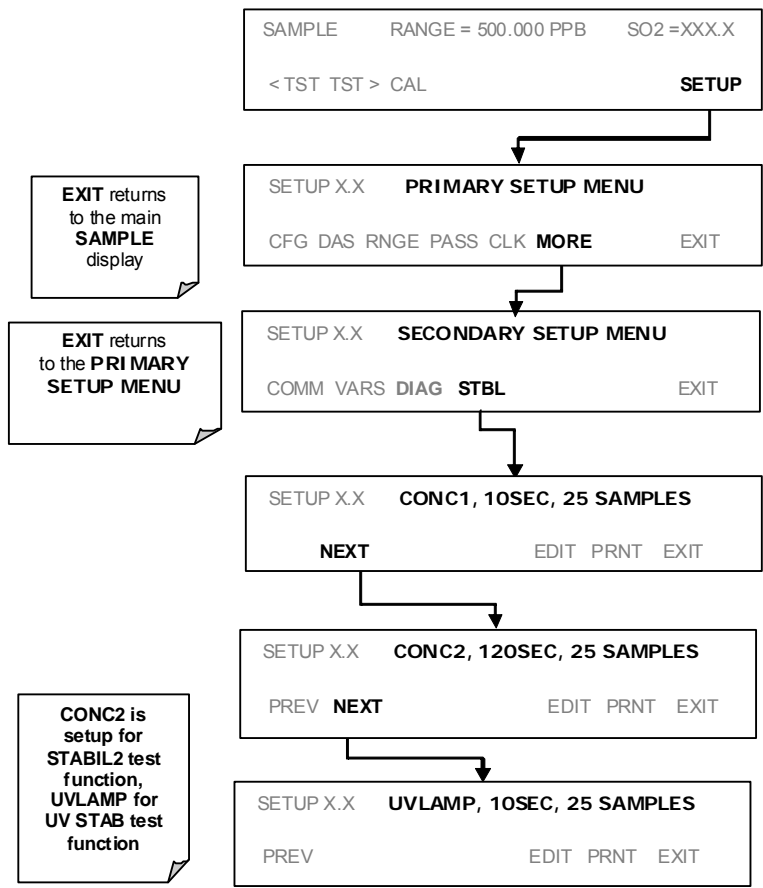 SAMPLE RANGE = 500.000 PPB SO2 =XXX.X
< TST TST > CAL SETUP
EXIT returns
to the main
SAMPLE
display
SETUP X.X PRIMARY SETUP MENU
CFG DAS RNGE PASS CLK MORE EXIT
EXIT returns
to the PRIMARY
SETUP MENU
SETUP X.X SECONDARY SETUP MENU
COMM VARS DIAG STBL EXIT
SETUP X.X CONC1, 10SEC, 25 SAMPLES
NEXT EDIT PRNT EXIT
SETUP X.X CONC2, 120SEC, 25 SAMPLES
PREV NEXT EDIT PRNT EXIT
CONC2 is
setup for
STABIL2 test
function,
UVLAMP for
UV STAB test
function
SETUP X.X UVLAMP, 10SEC, 25 SAMPLES
PREV EDIT PRNT EXIT